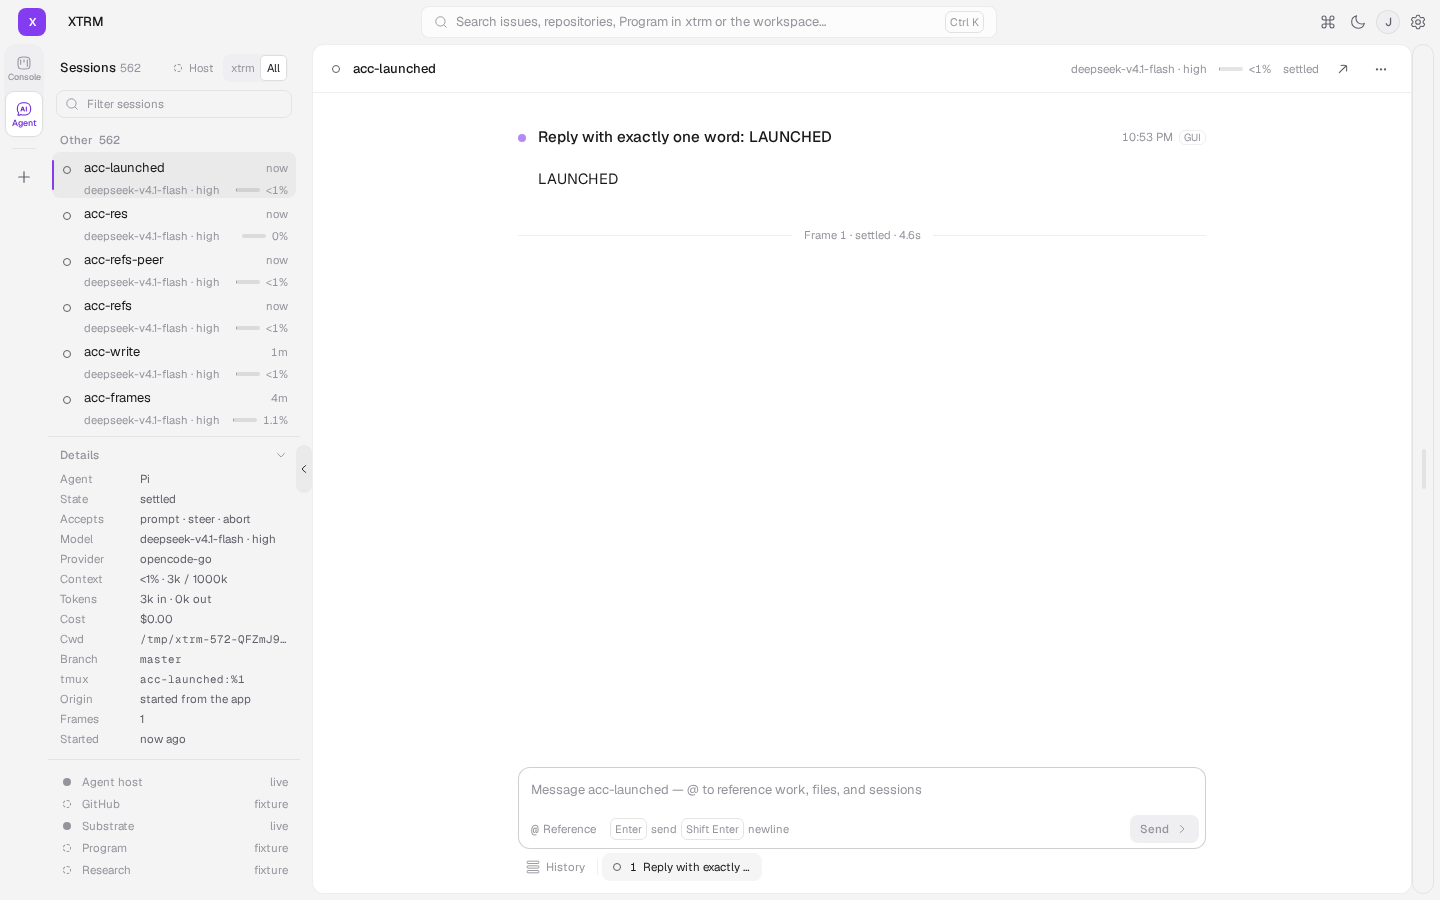 X XTRM Search issues, repositories, Program in xtrm or the workspace... Ctrl K J
Console
AI
Agent
Sessions 562 Host xtrm All
Filter sessions
Other 562
acc-launched now
deepseek-v4.1-flash · high <1%
acc-res now
deepseek-v4.1-flash · high 0%
acc-refs-peer now
deepseek-v4.1-flash · high <1%
acc-refs now
deepseek-v4.1-flash · high <1%
acc-write 1m
deepseek-v4.1-flash · high <1%
acc-frames 4m
deepseek-v4.1-flash · high 1.1%
Details
Agent Pi
State settled
Accepts prompt · steer · abort
Model deepseek-v4.1-flash · high
Provider opencode-go
Context <1% · 3k / 1000k
Tokens 3k in · 0k out
Cost $0.00
Cwd /tmp/xtrm-572-QFZmJ9…
Branch master
tmux acc-launched:%1
Origin started from the app
Frames 1
Started now ago
Agent host live
GitHub fixture
Substrate live
Program fixture
Research fixture
acc-launched deepseek-v4.1-flash · high <1% settled
Reply with exactly one word: LAUNCHED 10:53 PM GUI
LAUNCHED
Frame 1 · settled · 4.6s
Message acc-launched — @ to reference work, files, and sessions
@ Reference Enter send Shift Enter newline Send
History 1 Reply with exactly …